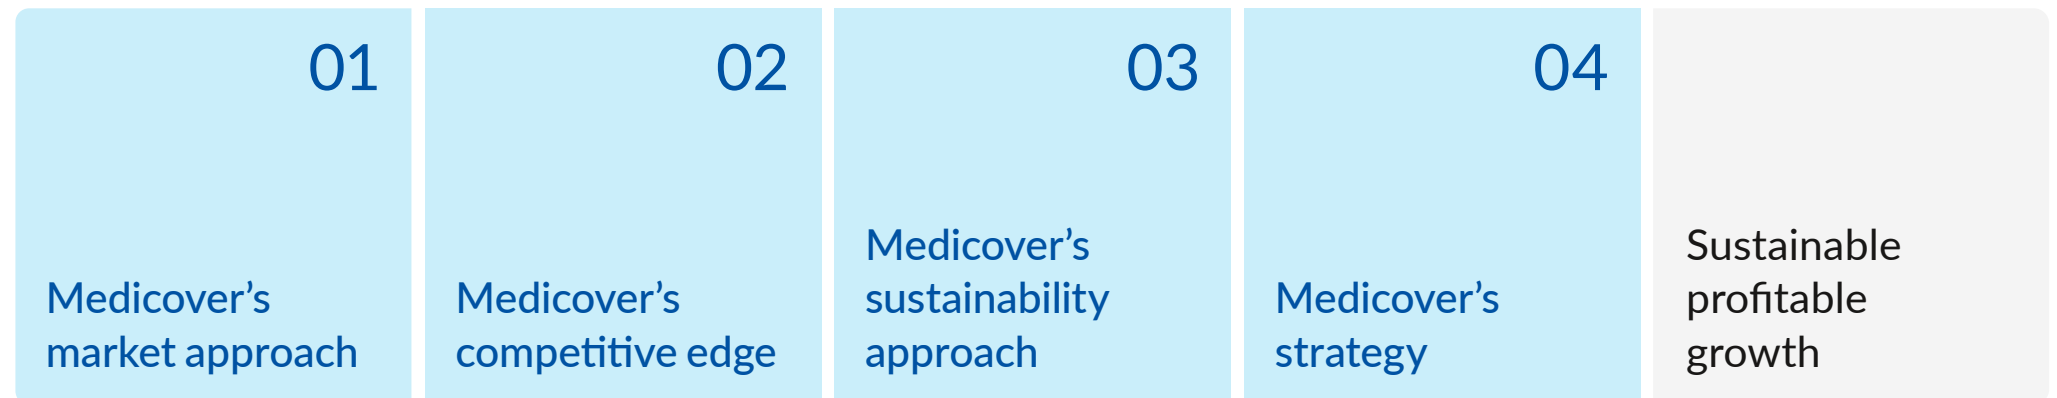 01
Medicover’s
market approach
02
Medicover’s
competitive edge
03
Medicover’s
sustainability
approach
04
Medicover’s
strategy
Sustainable
profitable
growth